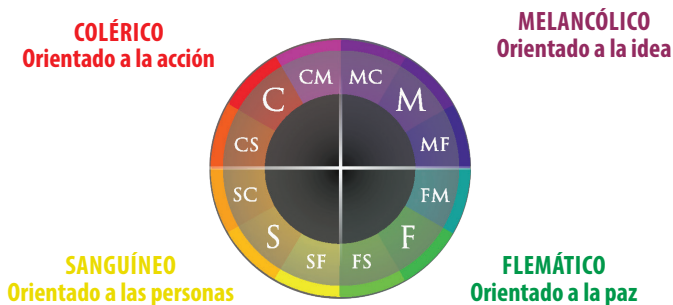 COLÉRICO
Orientado a la acción
MELANCÓLICO
Orientado a la idea
CM
MC
C
M
CS
MF
SC
FM
S
F
SF
FS
SANGUÍNEO
Orientado a las personas
FLEMÁTICO
Orientado a la paz